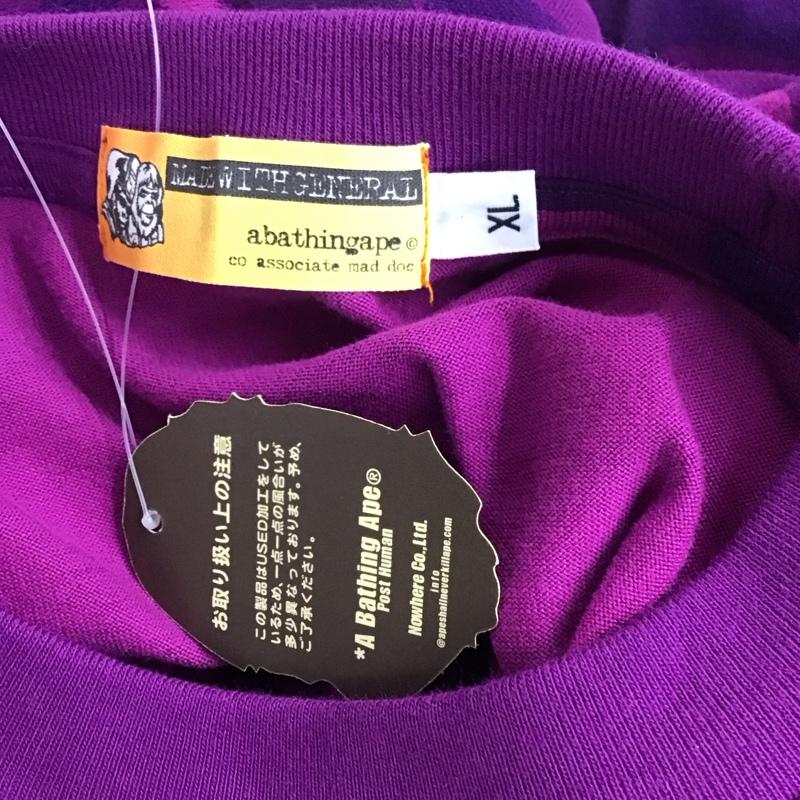 MADEWITHGENERAL
abathingape©
co associate mad doc
XL
お取り扱い上の注意
この製品はUSED加工をして
いるため、一点一点の風合いが
多少異なっております。予め、
ご了承ください。
*A Bathing Ape®
Post Human
Nowhere Co.,Ltd.
info
@apeshallneverkillape.com